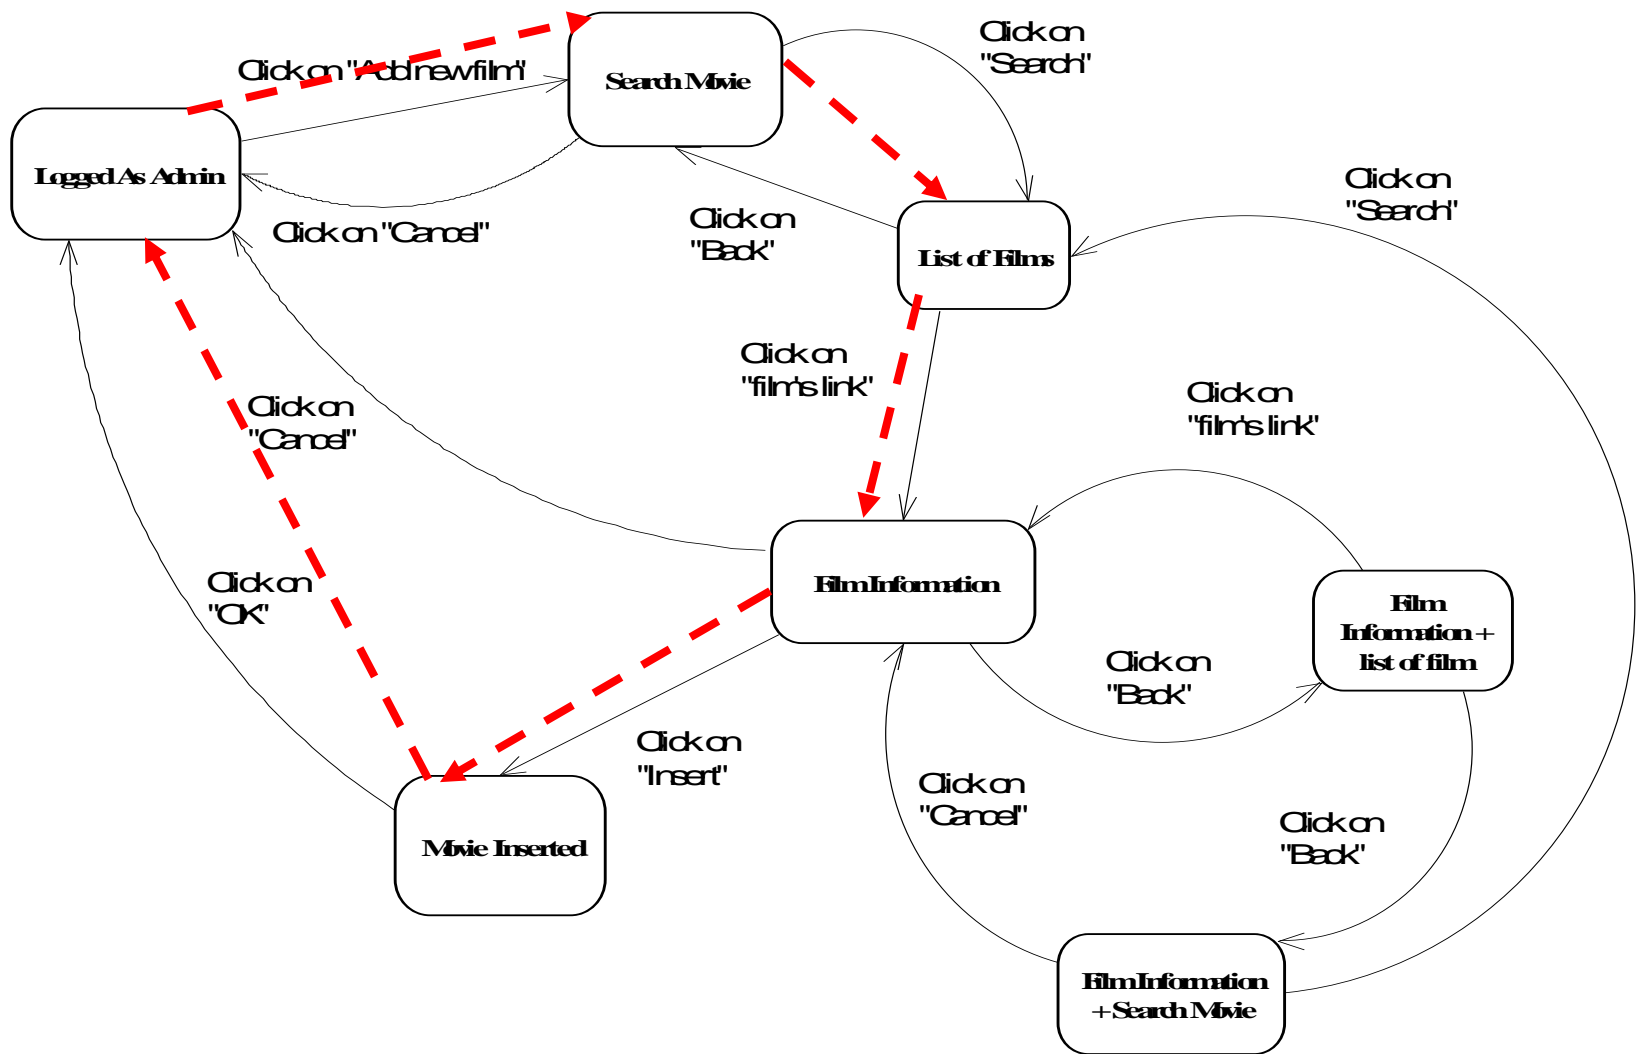 Click on
"Search"
Click on "Add new film"
Search Movie
Logged As Admin
Click on "Cancel"
Click on
"Back"
List of Films
Click on
"Search"
Click on
"film's link"
Click on
"Cancel"
Click on
"film's link"
Click on
"OK"
Film Information
Film
Information +
list of film
Click on
"Back"
Click on
"Insert"
Click on
"Cancel"
Click on
"Back"
Movie Inserted
Film Information
+ Search Movie